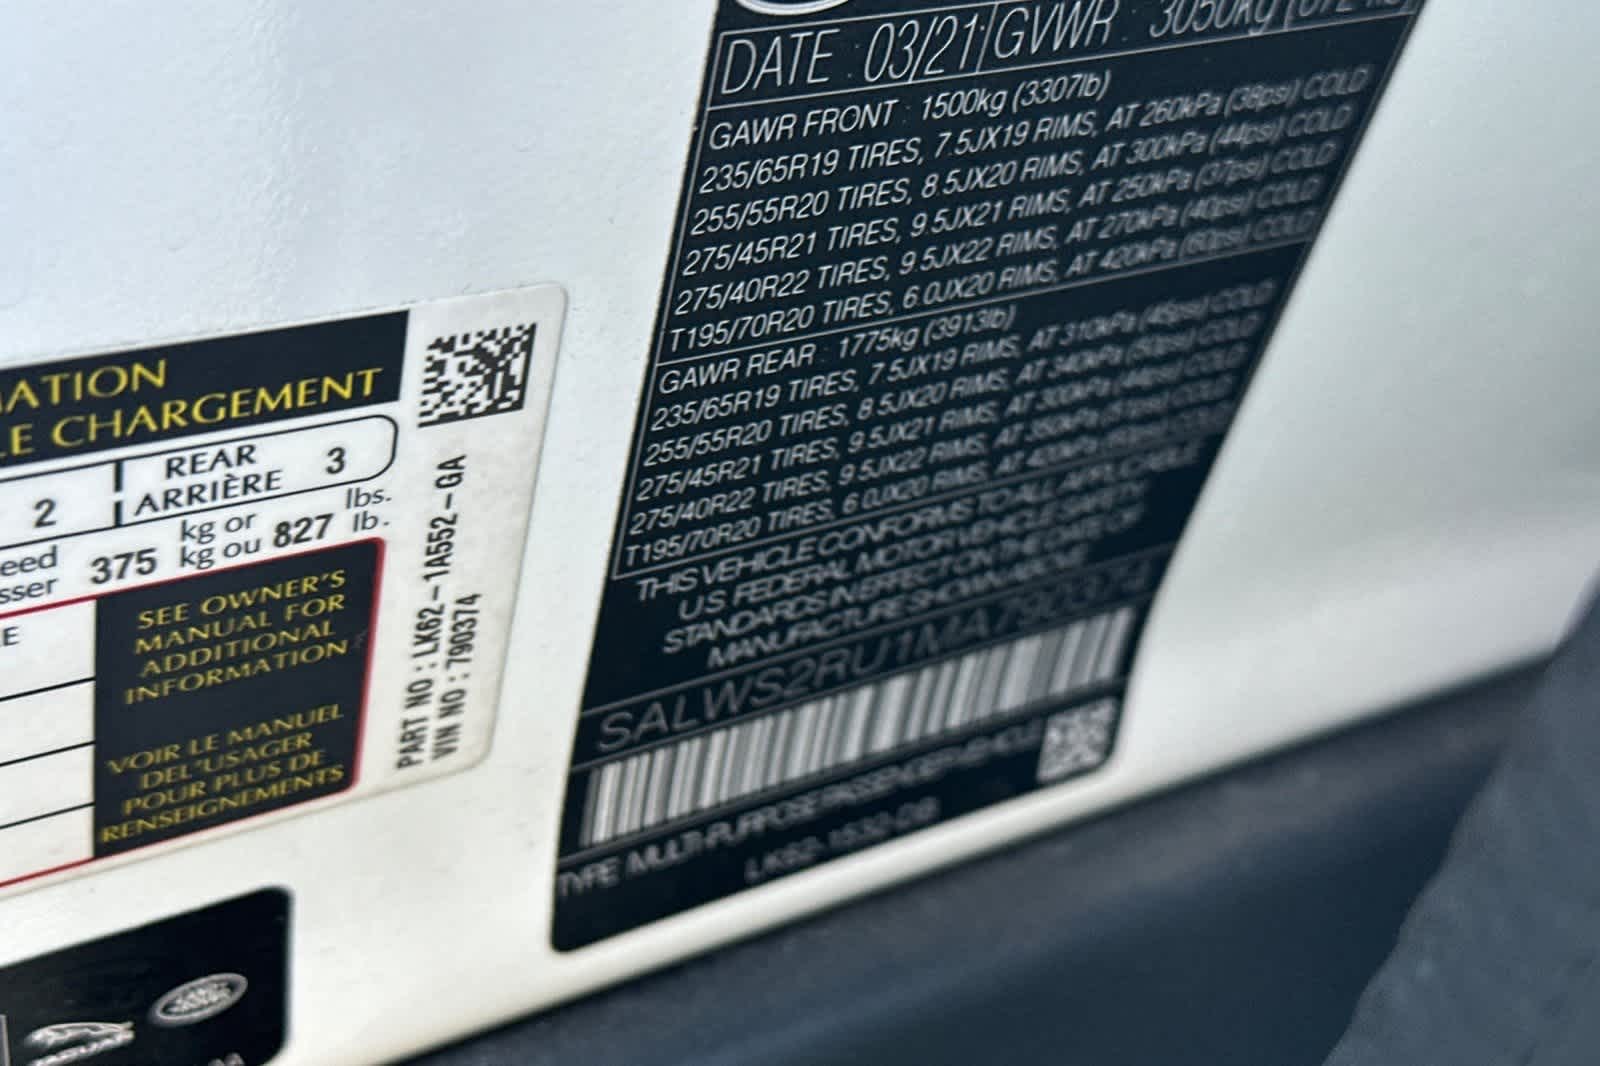 ATION
E CHARGEMENT
2 REAR
ARRIÈRE 3
eed
sser 375 kg or
kg ou 827 lbs.
lb.
E
SEE OWNER'S
MANUAL FOR
ADDITIONAL
INFORMATION
VOIR LE MANUEL
DEL'USAGER
POUR PLUS DE
RENSEIGNEMENTS
PART NO : LK62-1A552-GA
VIN NO : 790374
JAGUAR
LAND ROVER
DATE : 03/21 GVWR : 3050kg
GAWR FRONT : 1500kg (3307lb)
235/65R19 TIRES, 7.5JX19 RIMS, AT 260kPa (38psi) COLD
255/55R20 TIRES, 8.5JX20 RIMS, AT 300kPa (44psi) COLD
275/45R21 TIRES, 9.5JX21 RIMS, AT 250kPa (37psi) COLD
275/40R22 TIRES, 9.5JX22 RIMS, AT 270kPa (40psi) COLD
T195/70R20 TIRES, 6.0JX20 RIMS, AT 420kPa (60psi) COLD
GAWR REAR : 1775kg (3913lb)
235/65R19 TIRES, 7.5JX19 RIMS, AT 310kPa (45psi) COLD
255/55R20 TIRES, 8.5JX20 RIMS, AT 340kPa (50psi) COLD
275/45R21 TIRES, 9.5JX21 RIMS, AT 300kPa (44psi) COLD
275/40R22 TIRES, 9.5JX22 RIMS, AT 350kPa (51psi) COLD
T195/70R20 TIRES, 6.0JX20 RIMS, AT 420kPa (60psi) COLD
THIS VEHICLE CONFORMS TO ALL APPLICABLE
U.S. FEDERAL MOTOR VEHICLE SAFETY
STANDARDS IN EFFECT ON THE DATE OF
MANUFACTURE SHOWN ABOVE
SALWS2RU1MA790374
TYPE MULTI-PURPOSE PASSENGER VEHICLE